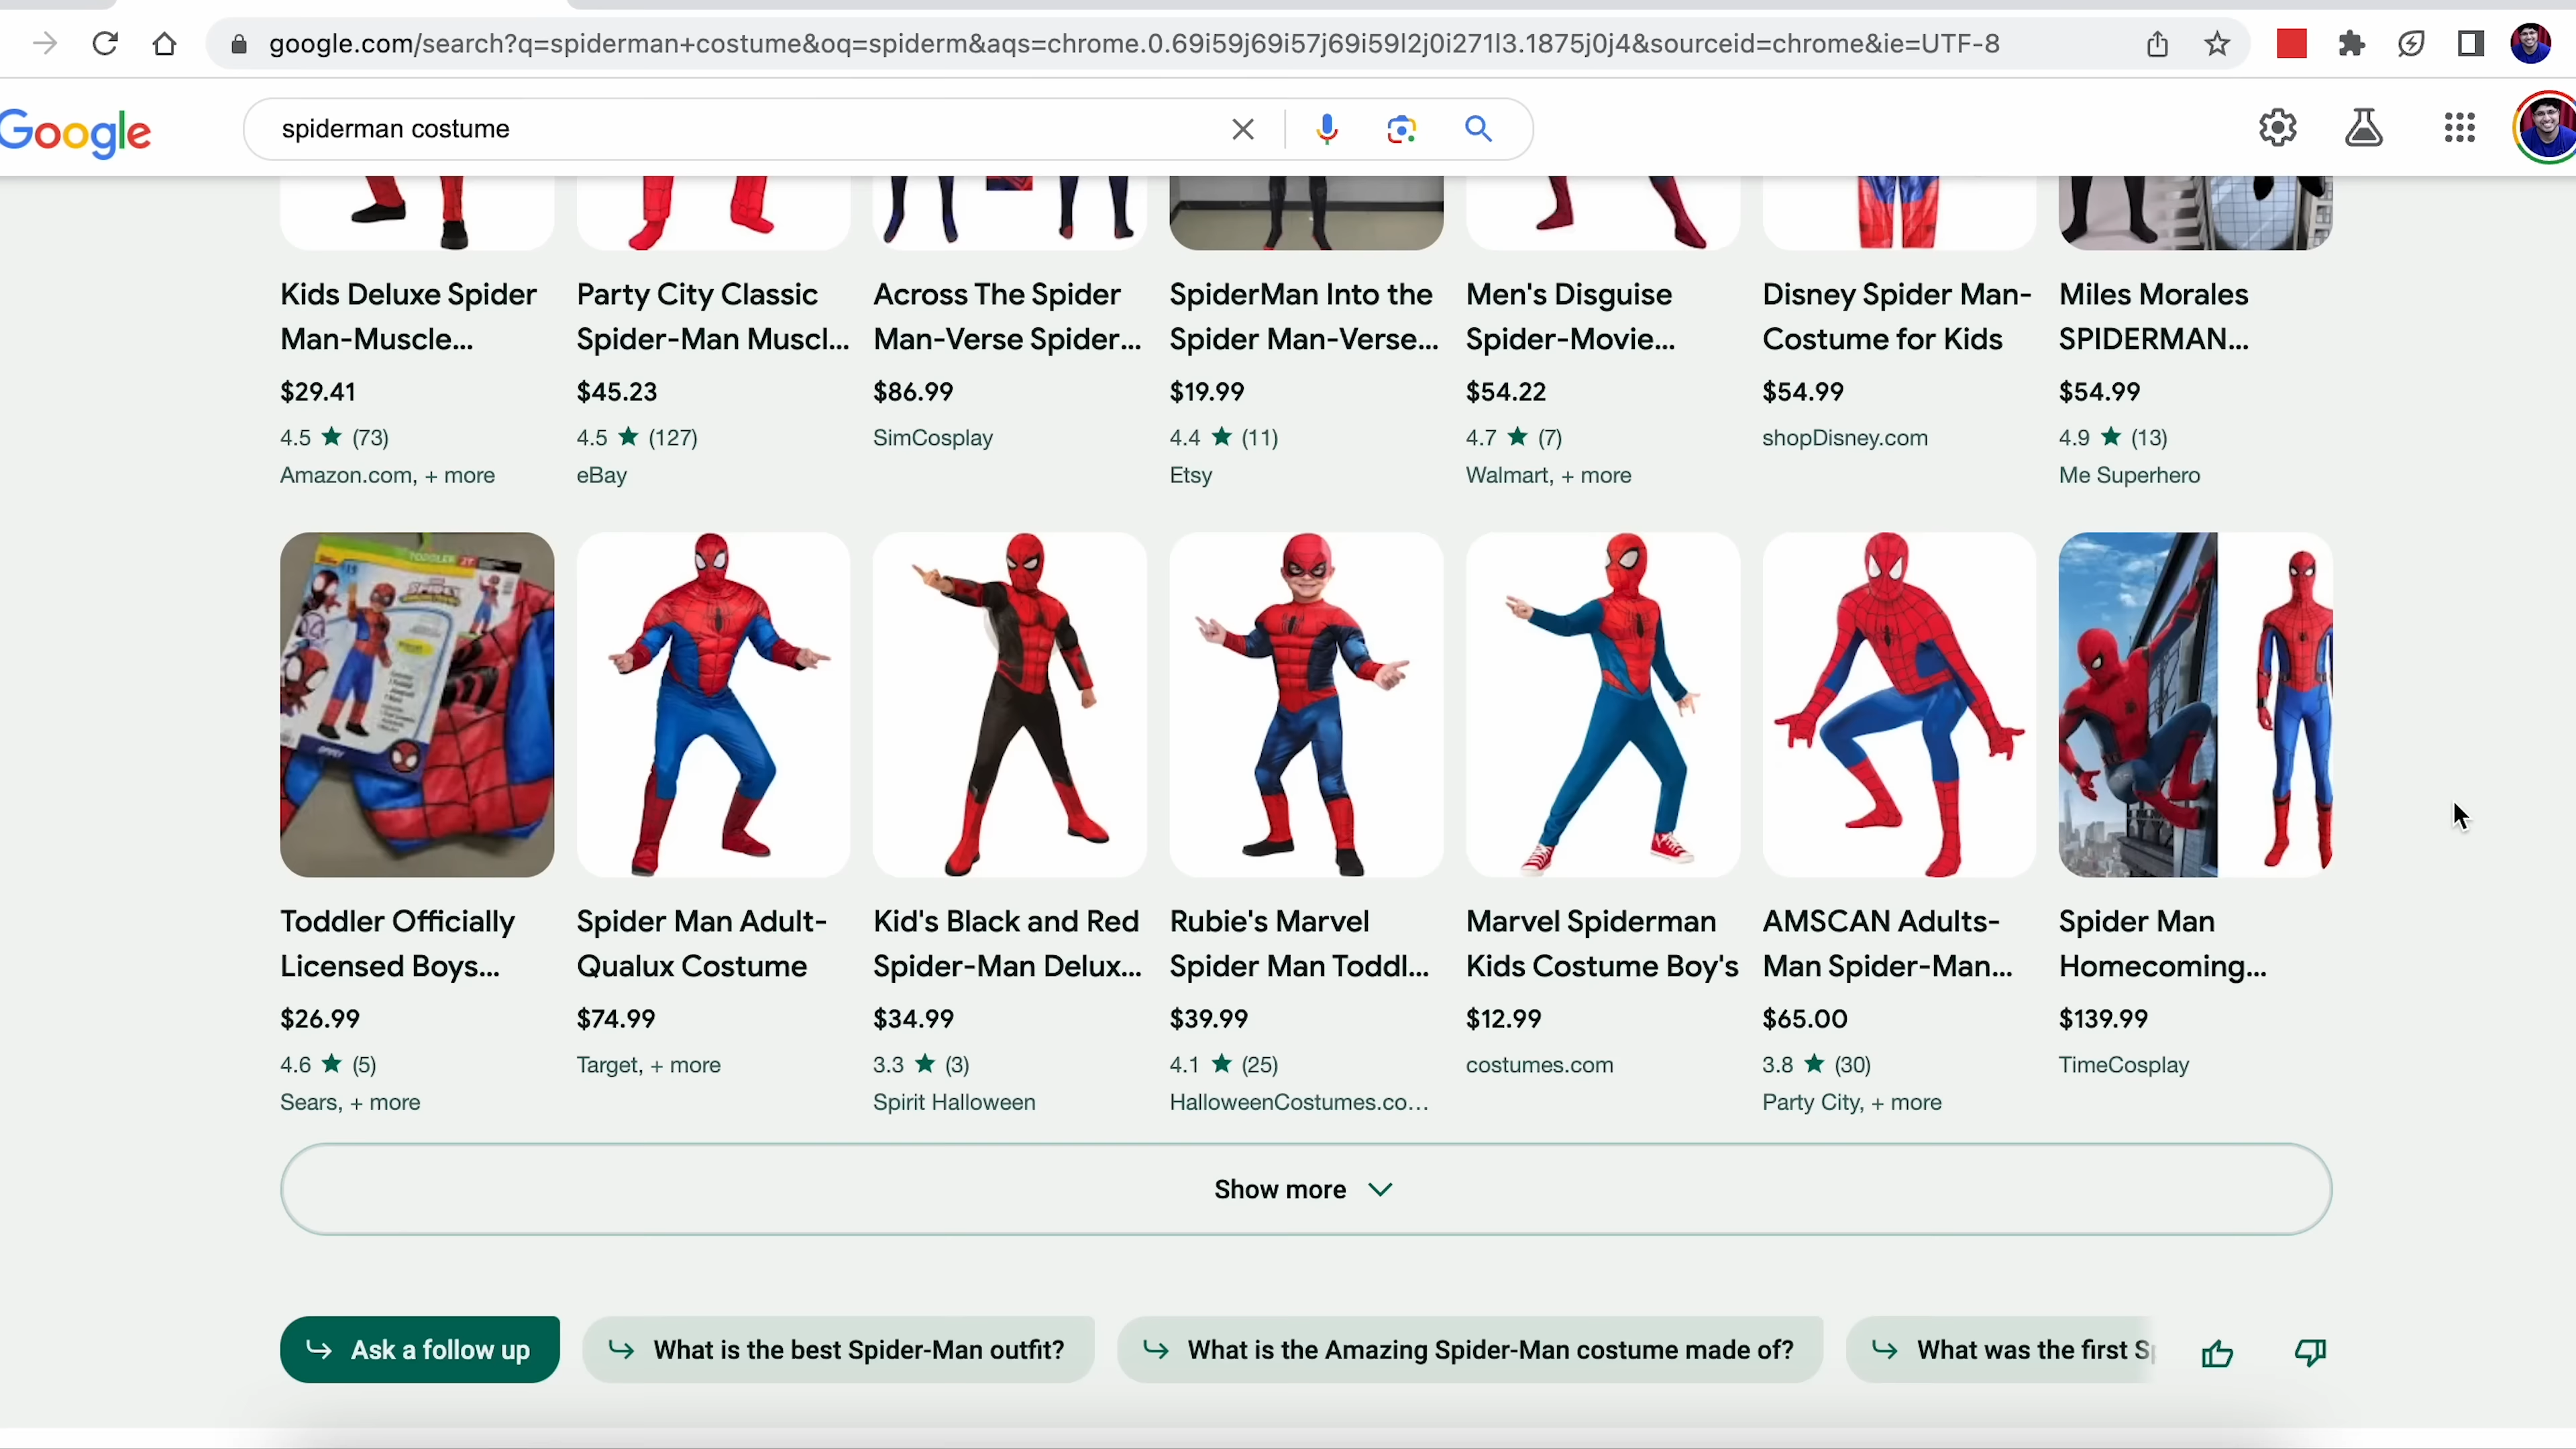 google.com/search?q=spiderman+costume&oq=spiderm&aqs=chrome.0.69i59j69i57j69i59l2j0i271l3.1875j0j4&sourceid=chrome&ie=UTF-8
Google
spiderman costume
Kids Deluxe Spider
Man-Muscle...
$29.41
4.5 ★ (73)
Amazon.com, + more
Party City Classic
Spider-Man Muscl...
$45.23
4.5 ★ (127)
eBay
Across The Spider
Man-Verse Spider...
$86.99
SimCosplay
SpiderMan Into the
Spider Man-Verse...
$19.99
4.4 ★ (11)
Etsy
Men's Disguise
Spider-Movie...
$54.22
4.7 ★ (7)
Walmart, + more
Disney Spider Man-
Costume for Kids
$54.99
shopDisney.com
Miles Morales
SPIDERMAN...
$54.99
4.9 ★ (13)
Me Superhero
TODDLER 2T
Toddler Officially
Licensed Boys...
$26.99
4.6 ★ (5)
Sears, + more
Spider Man Adult-
Qualux Costume
$74.99
Target, + more
Kid's Black and Red
Spider-Man Delux...
$34.99
3.3 ★ (3)
Spirit Halloween
Rubie's Marvel
Spider Man Toddl...
$39.99
4.1 ★ (25)
HalloweenCostumes.co...
Marvel Spiderman
Kids Costume Boy's
$12.99
costumes.com
AMSCAN Adults-
Man Spider-Man...
$65.00
3.8 ★ (30)
Party City, + more
Spider Man
Homecoming...
$139.99
TimeCosplay
Show more
Ask a follow up
What is the best Spider-Man outfit?
What is the Amazing Spider-Man costume made of?
What was the first S